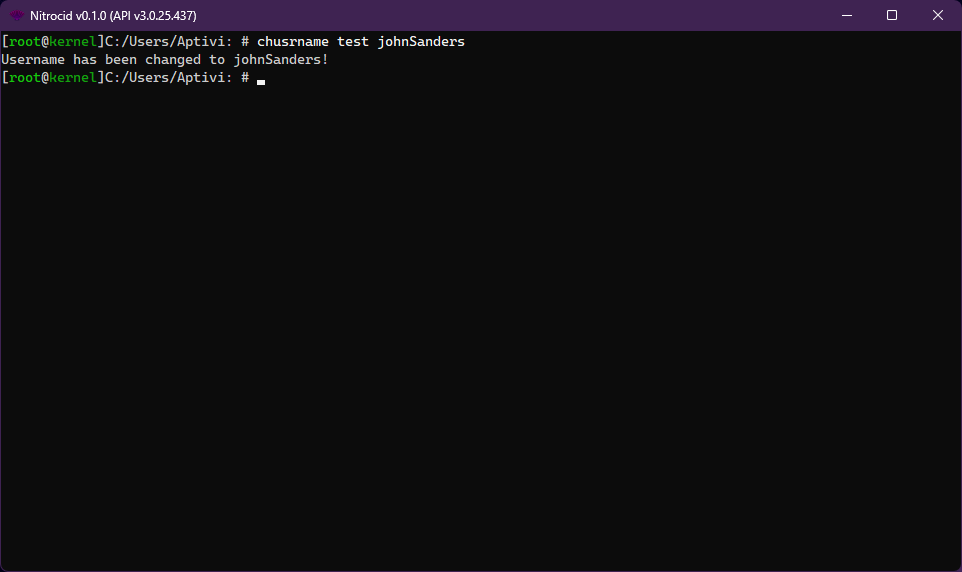 Nitrocid v0.1.0 (API v3.0.25.437)
[root@kernel]C:/Users/Aptivi: # chusrname test johnSanders
Username has been changed to johnSanders!
[root@kernel]C:/Users/Aptivi: #